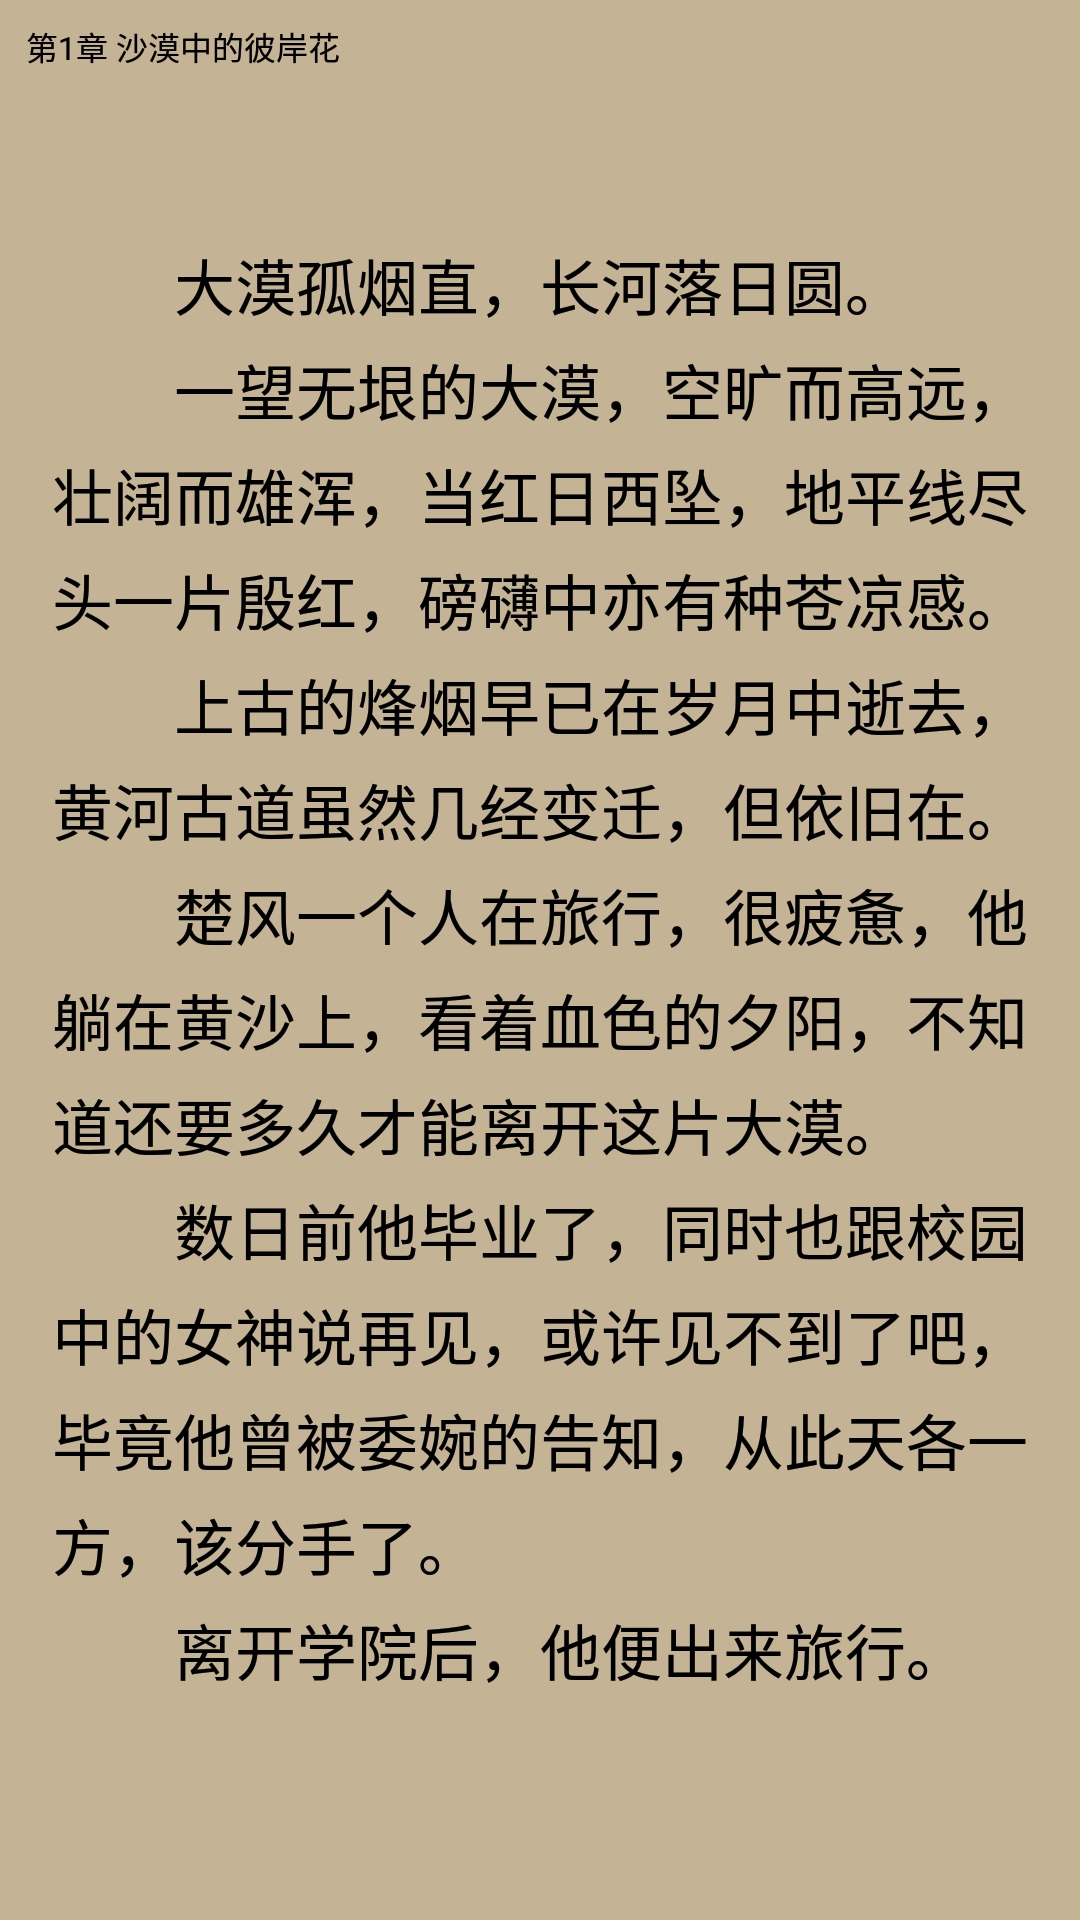 第1章 沙漠中的彼岸花
大漠孤烟直，长河落日圆。
一望无垠的大漠，空旷而高远，
壮阔而雄浑，当红日西坠，地平线尽
头一片殷红，磅礴中亦有种苍凉感。
上古的烽烟早已在岁月中逝去，
黄河古道虽然几经变迁，但依旧在。
楚风一个人在旅行，很疲惫，他
躺在黄沙上，看着血色的夕阳，不知
道还要多久才能离开这片大漠。
数日前他毕业了，同时也跟校园
中的女神说再见，或许见不到了吧，
毕竟他曾被委婉的告知，从此天各一
方，该分手了。
离开学院后，他便出来旅行。